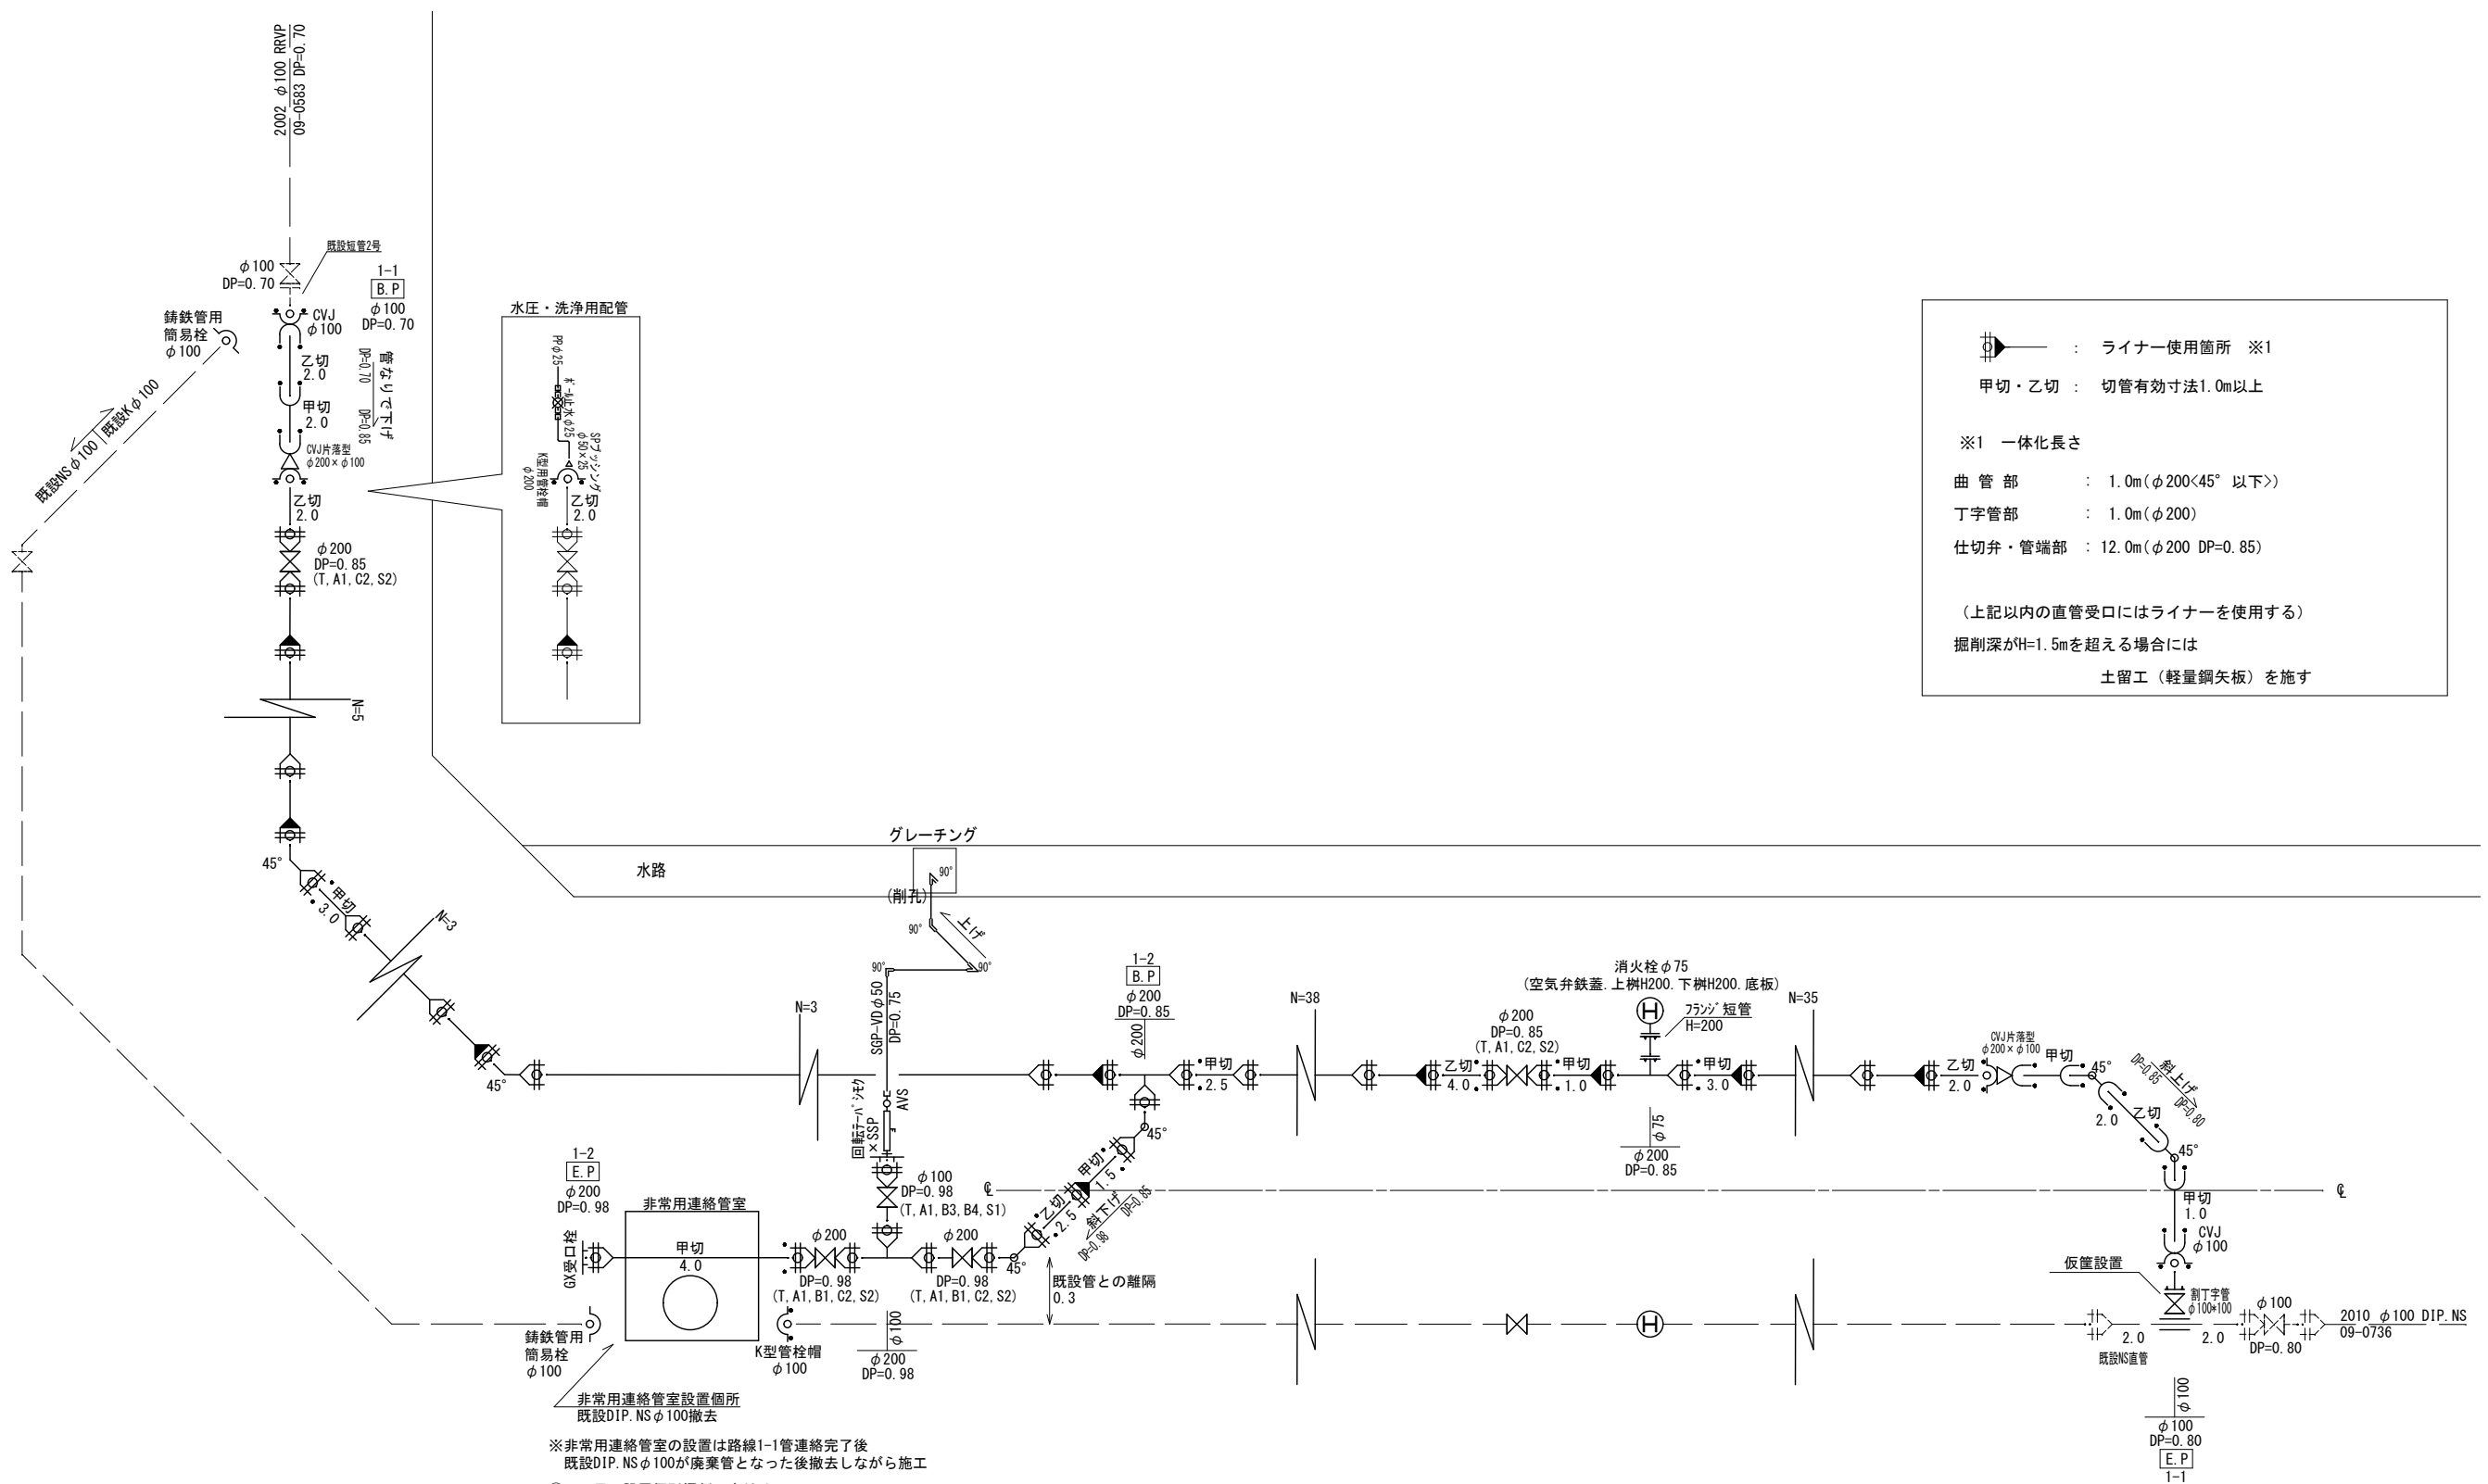 2002 φ100 RRVP
09-0583 DP=0.70
既設短管2号
φ100
DP=0.70
1-1
B.P
φ100
DP=0.70
CVJ
φ100
鋳鉄管用
簡易栓
φ100
乙切
2.0
管なりで下げ
DP=0.70
DP=0.85
甲切
2.0
CVJ片落型
φ200×φ100
既設NSφ100
既設Kφ100
乙切
2.0
φ200
DP=0.85
(T,A1,C2,S2)
N=5
水圧・洗浄用配管
PPφ25
ボール止水φ25
SPブッシング
φ50×25
K型用管栓帽
φ200
乙切
2.0
: ライナー使用箇所 ※1
甲切・乙切 : 切管有効寸法1.0m以上
※1 一体化長さ
曲 管 部 : 1.0m(φ200<45° 以下>)
丁字管部 : 1.0m(φ200)
仕切弁・管端部 : 12.0m(φ200 DP=0.85)
(上記以内の直管受口にはライナーを使用する)
掘削深がH=1.5mを超える場合には
土留工（軽量鋼矢板）を施す
グレーチング
水路
(削孔)
90°
90°
上げ
90°
90°
45°
甲切
3.0
N=3
45°
N=3
SGP-VDφ50
DP=0.75
AVS
×SSP
1-2
B.P
φ200
DP=0.85
φ200
甲切
2.5
N=38
乙切
4.0
φ200
DP=0.85
(T,A1,C2,S2)
甲切
1.0
消火栓φ75
(空気弁鉄蓋.上桝H200.下桝H200.底板)
H
フランジ短管
H=200
甲切
3.0
φ75
φ200
DP=0.85
N=35
乙切
2.0
CVJ片落型
φ200×φ100
甲切
45°
斜上げ
DP=0.85
DP=0.80
乙切
2.0
45°
甲切
1.0
CVJ
φ100
仮筐設置
割丁字管
φ100*100
φ100
DP=0.80
2.0
2.0
既設NS直管
2010 φ100 DIP.NS
09-0736
φ100
φ100
DP=0.80
E.P
1-1
1-2
E.P
φ200
DP=0.98
GX受口栓
非常用連絡管室
甲切
4.0
φ100
DP=0.98
(T,A1,B3,B4,S1)
φ200
DP=0.98
(T,A1,B1,C2,S2)
φ200
DP=0.98
(T,A1,B1,C2,S2)
45°
乙切
2.5
甲切
1.5
斜下げ
DP=0.85
DP=0.98
45°
既設管との離隔
0.3
H
鋳鉄管用
簡易栓
φ100
K型管栓帽
φ100
φ100
φ200
DP=0.98
非常用連絡管室設置個所
既設DIP.NSφ100撤去
※非常用連絡管室の設置は路線1-1管連絡完了後
既設DIP.NSφ100が廃棄管となった後撤去しながら施工